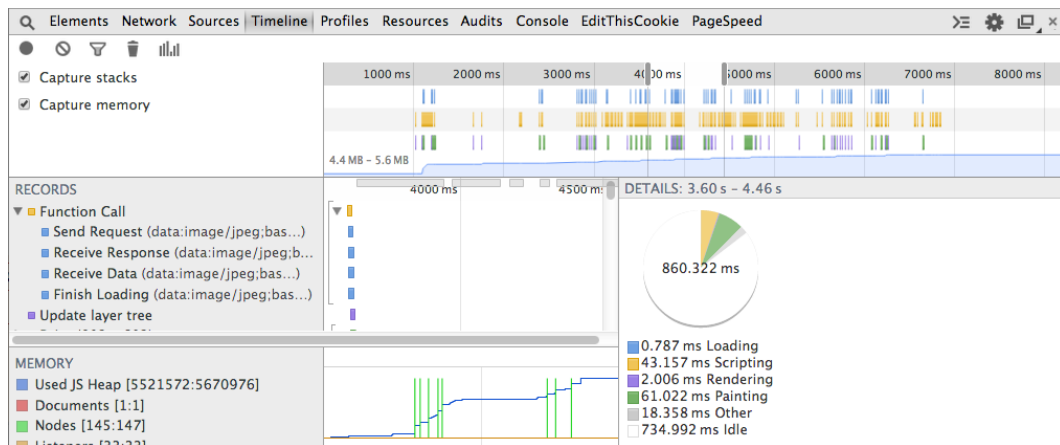 Elements Network Sources Timeline Profiles Resources Audits Console EditThisCookie PageSpeed
Capture stacks
Capture memory
1000 ms 2000 ms 3000 ms 4000 ms 5000 ms 6000 ms 7000 ms 8000 ms
4.4 MB – 5.6 MB
RECORDS
Function Call
Send Request (data:image/jpeg;bas...)
Receive Response (data:image/jpeg;b...
Receive Data (data:image/jpeg;bas...)
Finish Loading (data:image/jpeg;bas...)
Update layer tree
4000 ms 4500 ms
DETAILS: 3.60 s – 4.46 s
860.322 ms
0.787 ms Loading
43.157 ms Scripting
2.006 ms Rendering
61.022 ms Painting
18.358 ms Other
734.992 ms Idle
MEMORY
Used JS Heap [5521572:5670976]
Documents [1:1]
Nodes [145:147]